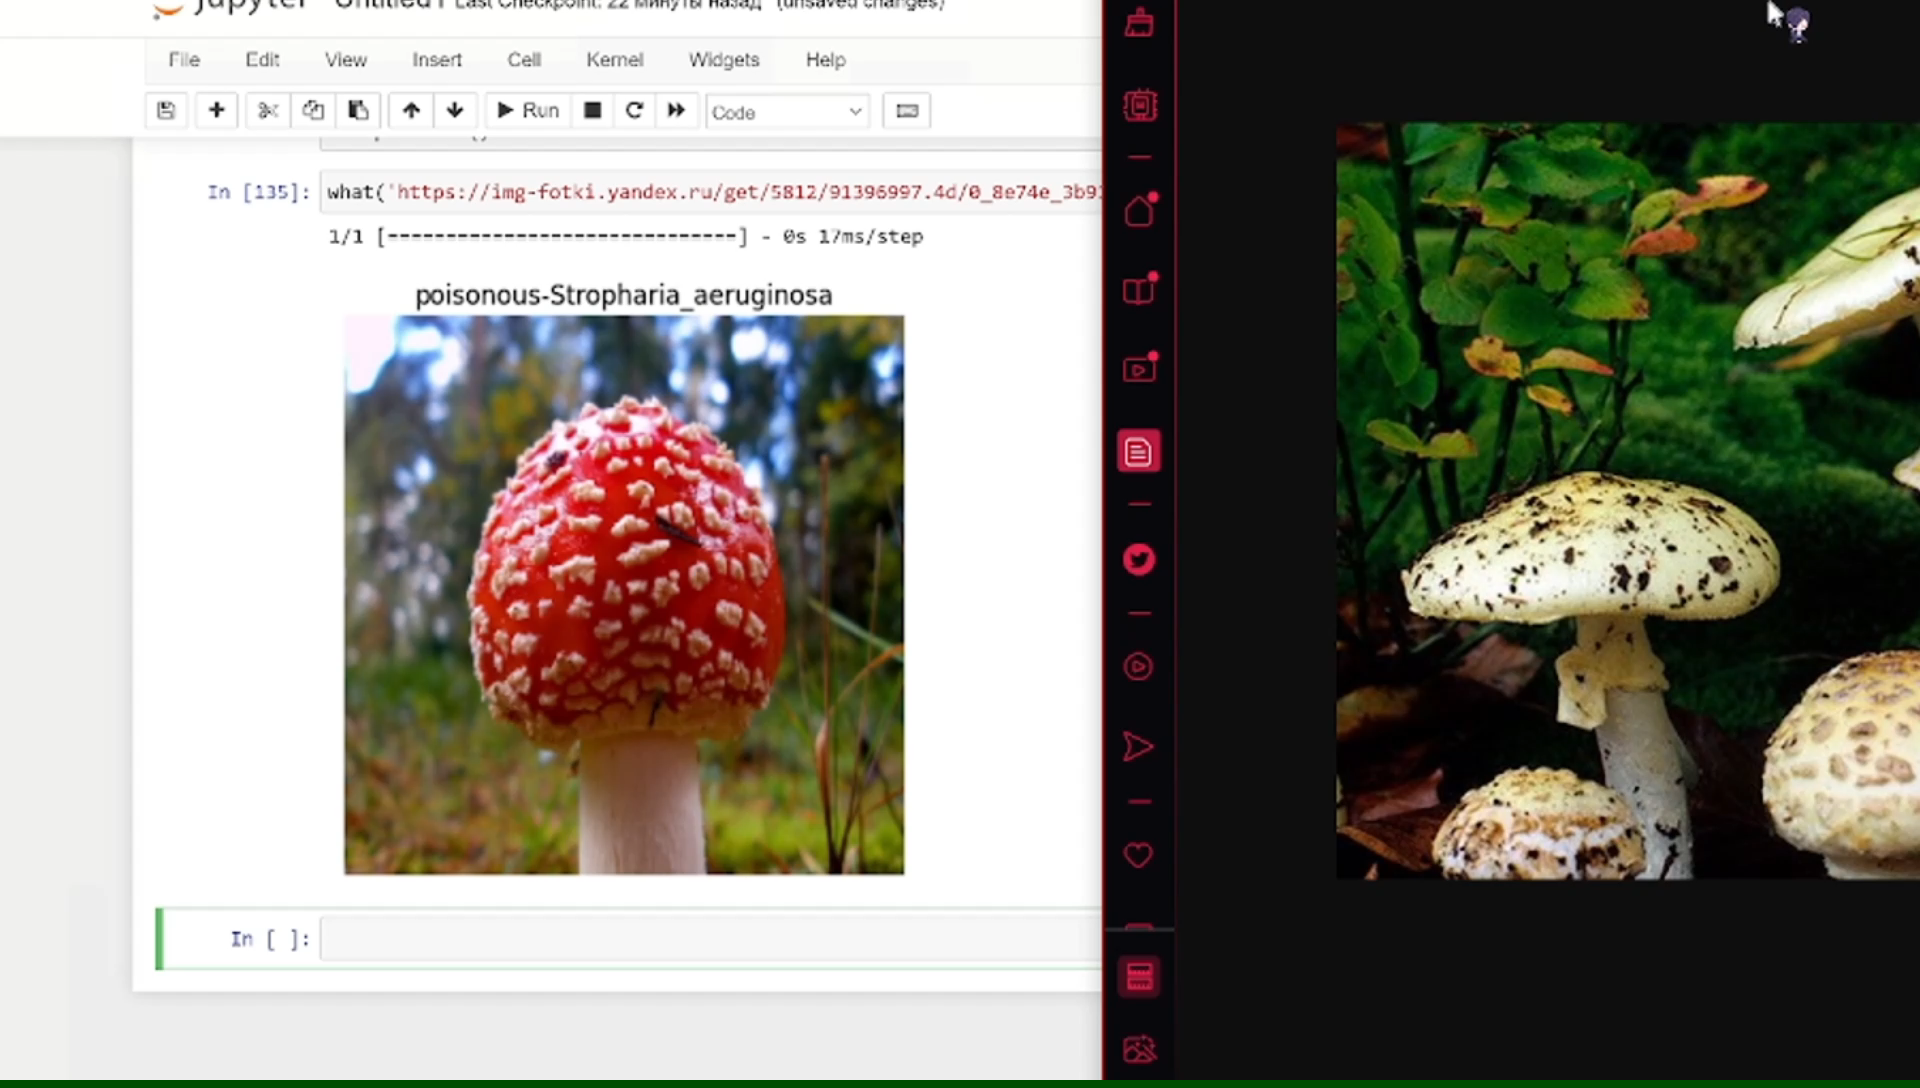 Jupyter Untitled1 Last Checkpoint: 22 минуты назад (unsaved changes)
File Edit View Insert Cell Kernel Widgets Help
Run Code
In [135]: what('https://img-fotki.yandex.ru/get/5812/91396997.4d/0_8e74e_3b9
1/1 [------------------------------] - 0s 17ms/step
poisonous-Stropharia_aeruginosa
In [ ]: